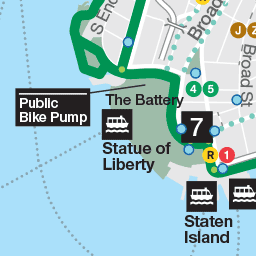 S End
Broad
J Z
Broad St
4 5
Public
Bike Pump
The Battery
7
Statue of
Liberty
R 1
Staten
Island